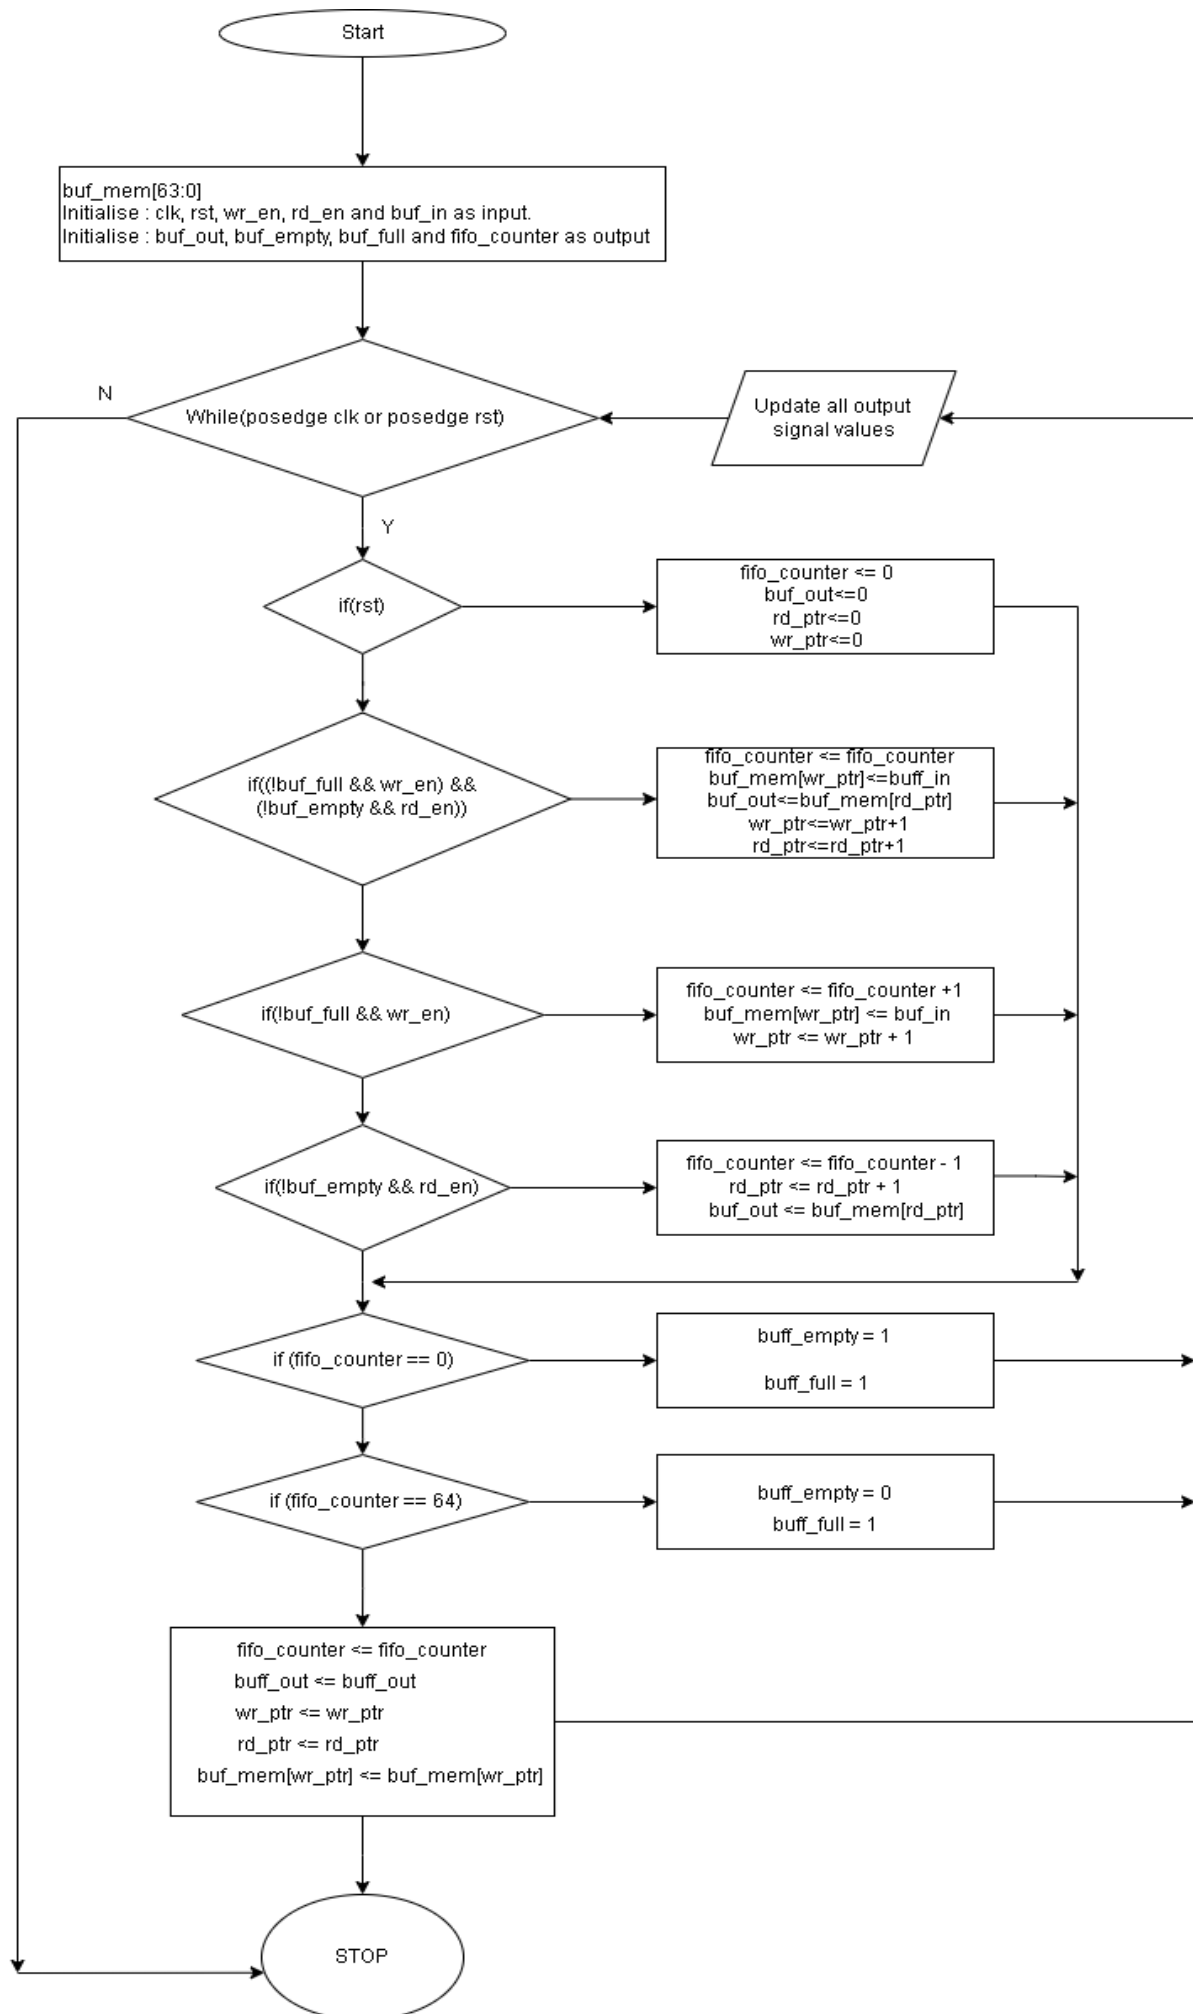 Start
buf_mem[63:0]
Initialise : clk, rst, wr_en, rd_en and buf_in as input.
Initialise : buf_out, buf_empty, buf_full and fifo_counter as output
N
While(posedge clk or posedge rst)
Update all output
signal values
Y
if(rst)
fifo_counter <= 0
buf_out<=0
rd_ptr<=0
wr_ptr<=0
if((!buf_full && wr_en) &&
(!buf_empty && rd_en))
fifo_counter <= fifo_counter
buf_mem[wr_ptr]<=buff_in
buf_out<=buf_mem[rd_ptr]
wr_ptr<=wr_ptr+1
rd_ptr<=rd_ptr+1
if(!buf_full && wr_en)
fifo_counter <= fifo_counter +1
buf_mem[wr_ptr] <= buf_in
wr_ptr <= wr_ptr + 1
if(!buf_empty && rd_en)
fifo_counter <= fifo_counter - 1
rd_ptr <= rd_ptr + 1
buf_out <= buf_mem[rd_ptr]
if (fifo_counter == 0)
buff_empty = 1
buff_full = 1
if (fifo_counter == 64)
buff_empty = 0
buff_full = 1
fifo_counter <= fifo_counter
buff_out <= buff_out
wr_ptr <= wr_ptr
rd_ptr <= rd_ptr
buf_mem[wr_ptr] <= buf_mem[wr_ptr]
STOP